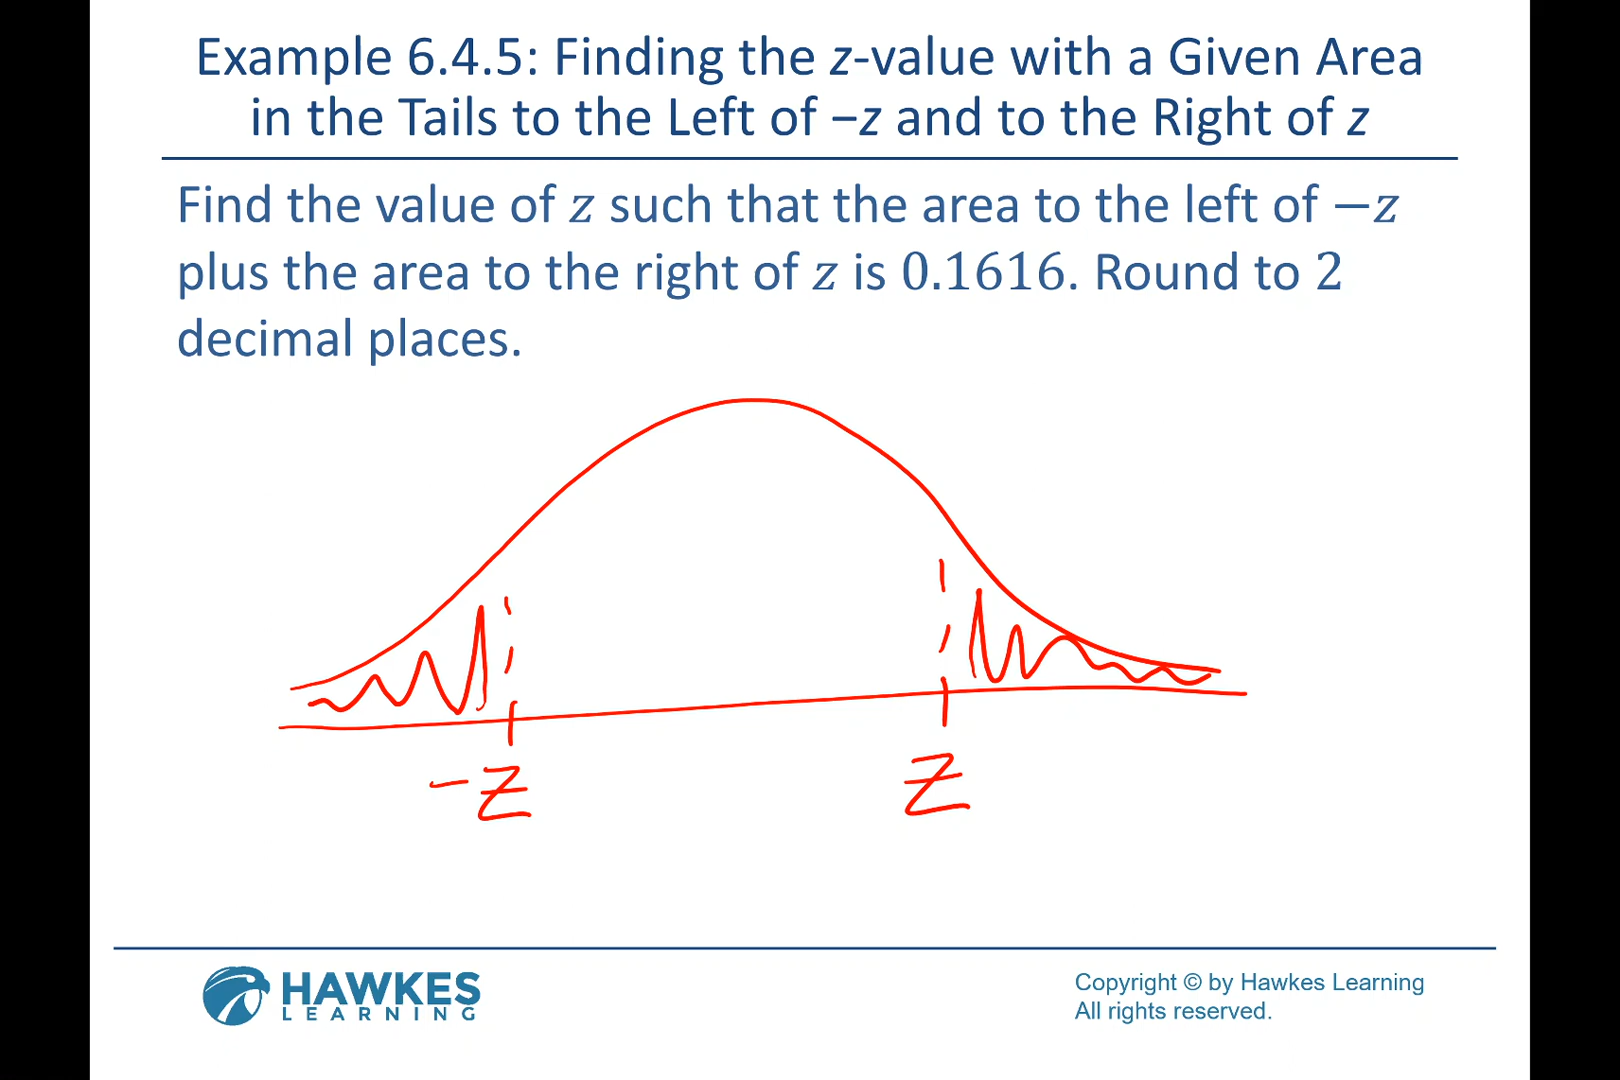 Example 6.4.5: Finding the z-value with a Given Area
in the Tails to the Left of −z and to the Right of z
Find the value of z such that the area to the left of −z
plus the area to the right of z is 0.1616. Round to 2
decimal places.
-Z
Z
HAWKES
LEARNING
Copyright © by Hawkes Learning
All rights reserved.